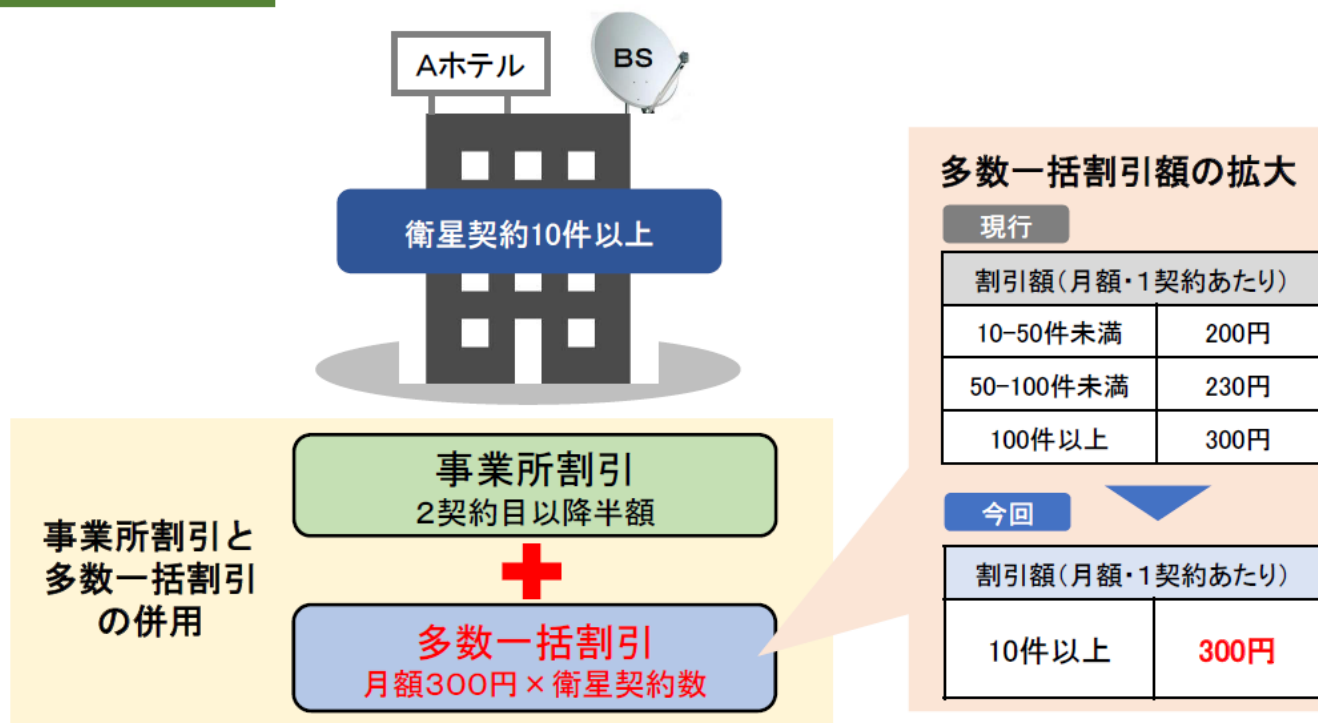 Aホテル
BS
衛星契約10件以上
事業所割引と
多数一括割引
の併用
事業所割引
2契約目以降半額
多数一括割引
月額300円×衛星契約数
多数一括割引額の拡大
現行
割引額(月額・1契約あたり)
10-50件未満 200円
50-100件未満 230円
100件以上 300円
今回
割引額(月額・1契約あたり)
10件以上 300円